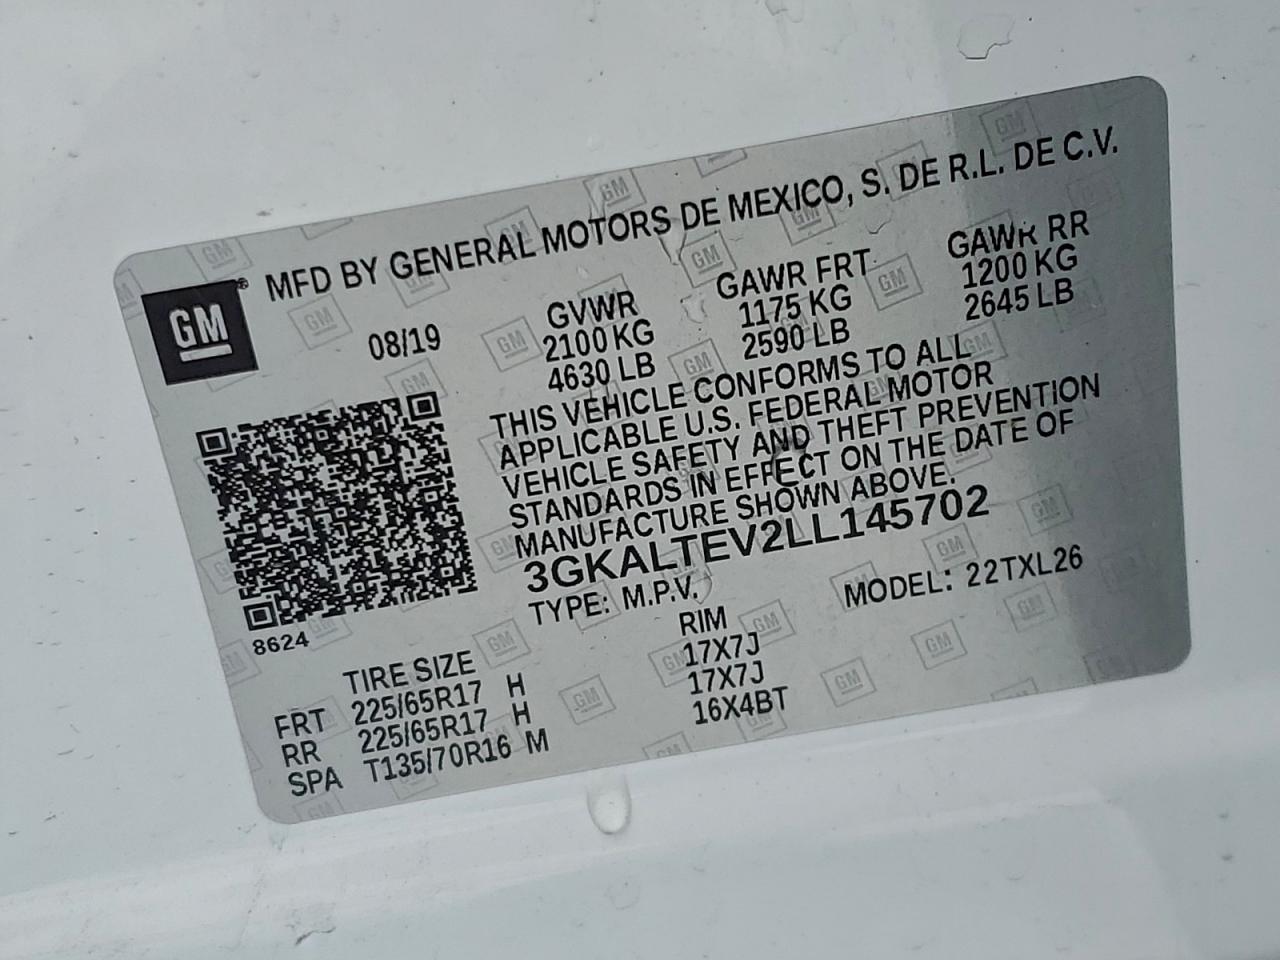 MFD BY GENERAL MOTORS DE MEXICO, S. DE R.L. DE C.V.
GM®
08/19
GVWR
2100 KG
4630 LB
GAWR FRT
1175 KG
2590 LB
GAWR RR
1200 KG
2645 LB
THIS VEHICLE CONFORMS TO ALL
APPLICABLE U.S. FEDERAL MOTOR
VEHICLE SAFETY AND THEFT PREVENTION
STANDARDS IN EFFECT ON THE DATE OF
MANUFACTURE SHOWN ABOVE.
3GKALTEV2LL145702
TYPE: M.P.V. MODEL: 22TXL26
8624
TIRE SIZE RIM
FRT 225/65R17 H 17X7J
RR 225/65R17 H 17X7J
SPA T135/70R16 M 16X4BT